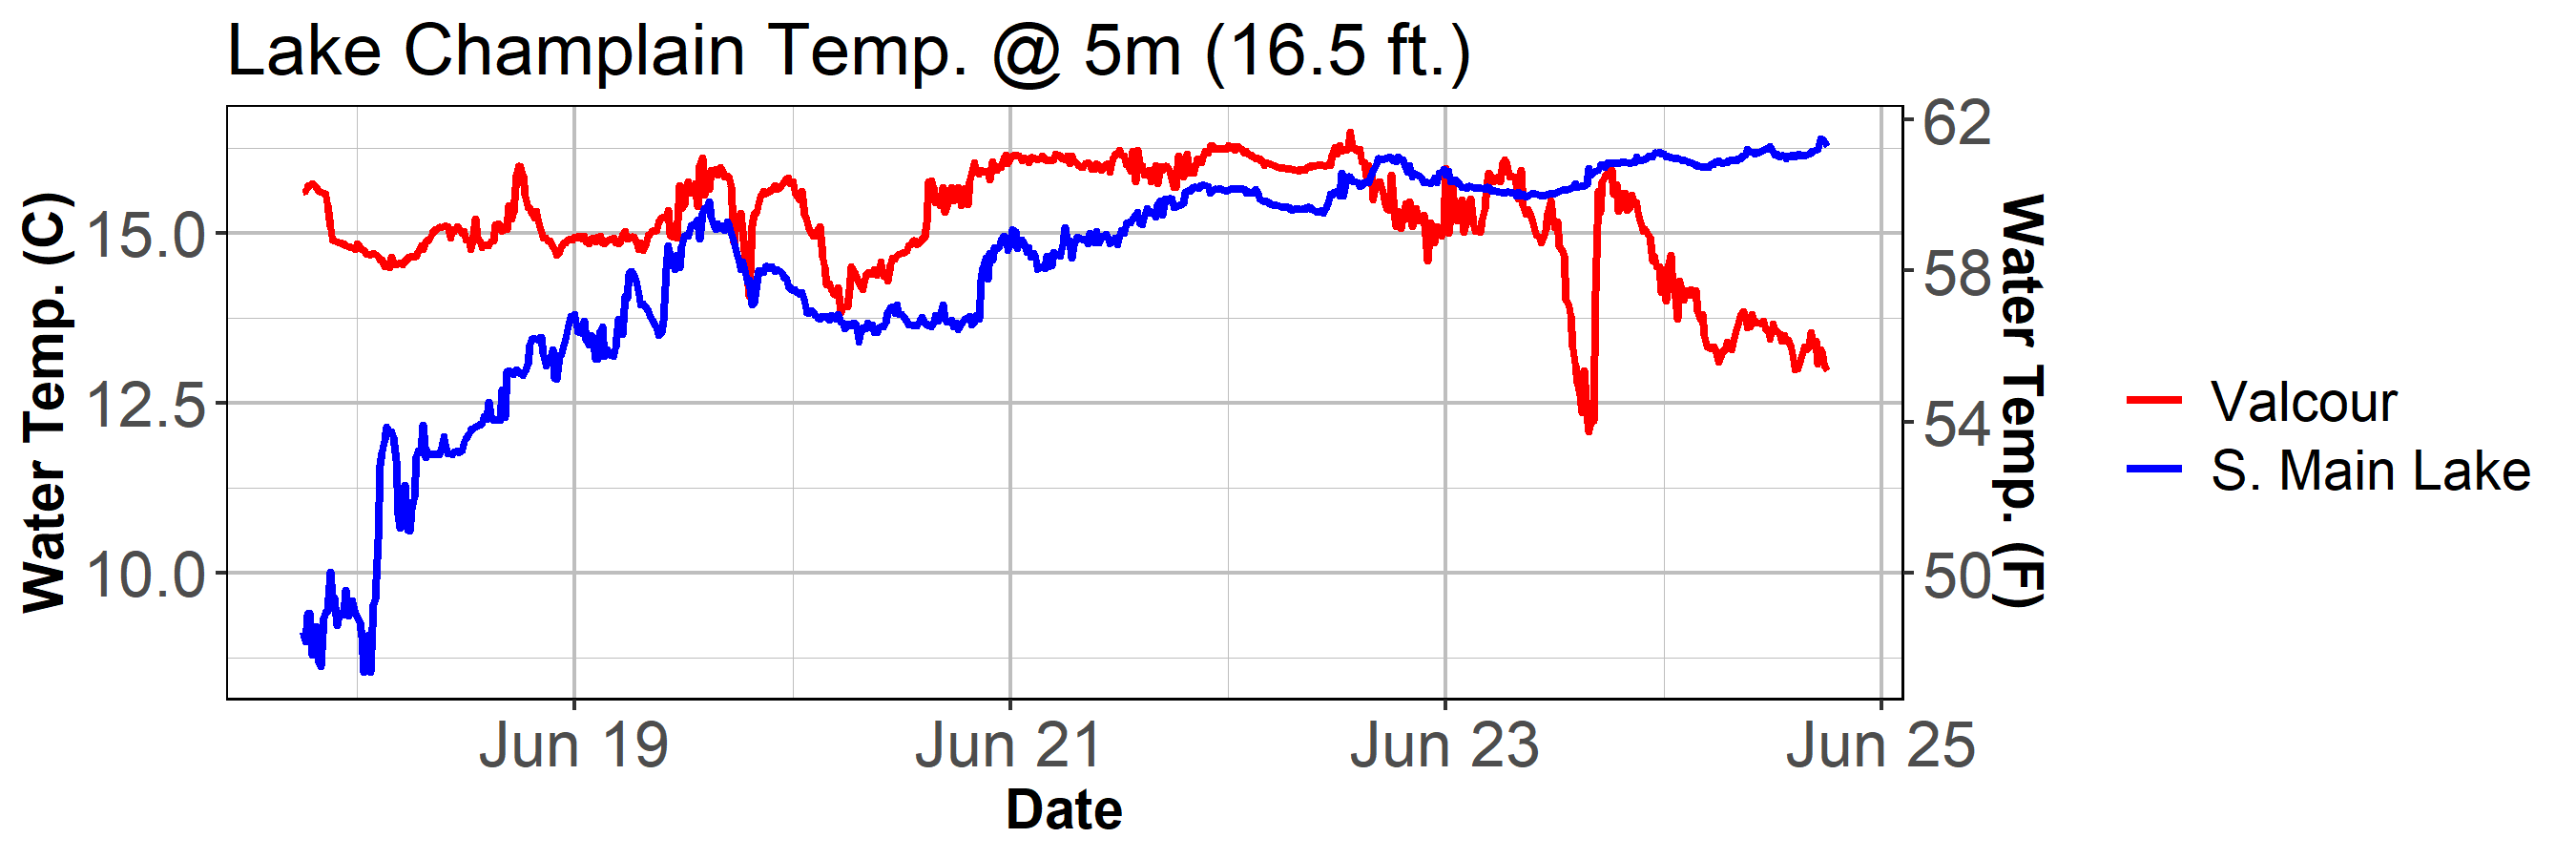 Lake Champlain Temp. @ 5m (16.5 ft.)
Water Temp. (C)
15.0
12.5
10.0
62
58
54
50
Water Temp. (F)
Jun 19
Jun 21
Jun 23
Jun 25
Date
Valcour
S. Main Lake